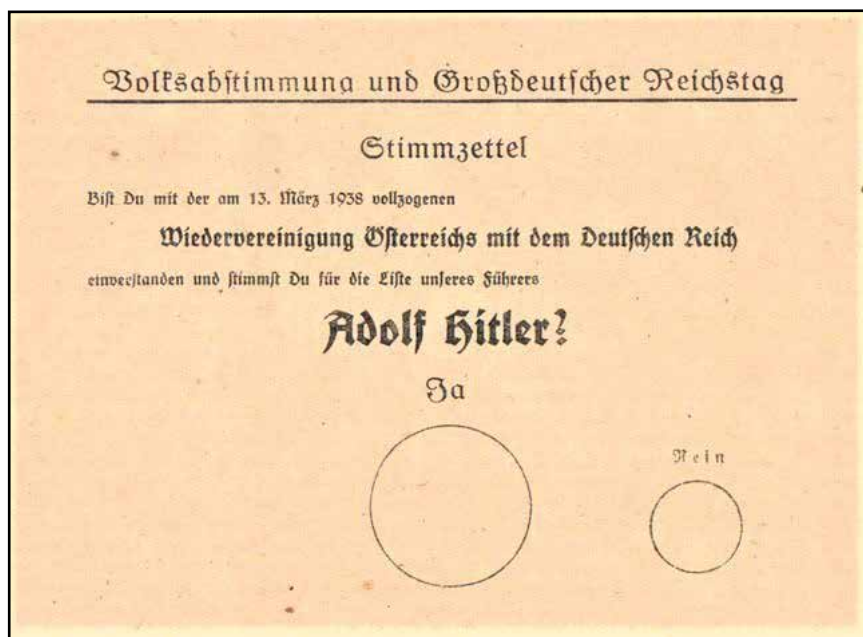 Volksabstimmung und Großdeutscher Reichstag
Stimmzettel
Bist Du mit der am 13. März 1938 vollzogenen
Wiedervereinigung Österreichs mit dem Deutschen Reich
einverstanden und stimmst Du für die Liste unseres Führers
Adolf Hitler?
Ja
Nein